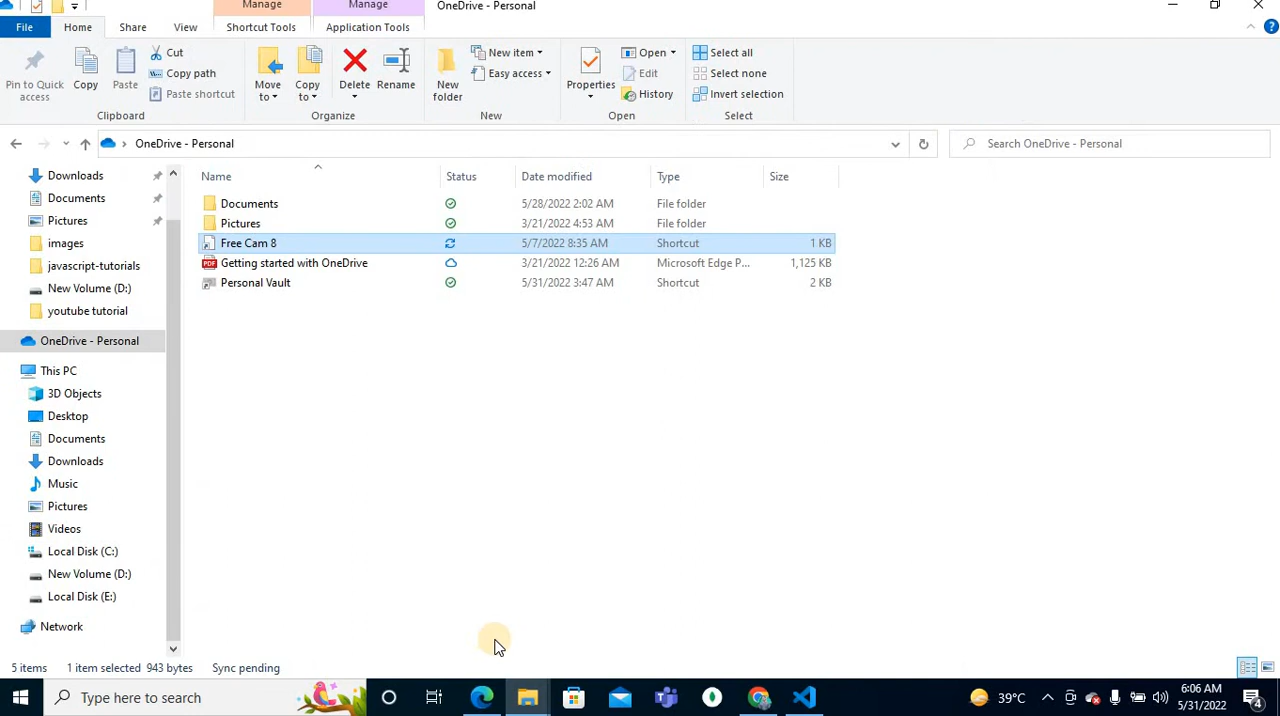 Manage
Manage
OneDrive - Personal
File
Home
Share
View
Shortcut Tools
Application Tools
Pin to Quick access
Copy
Paste
Cut
Copy path
Paste shortcut
Clipboard
Move to
Copy to
Delete
Rename
Organize
New folder
New item
Easy access
New
Properties
Open
Edit
History
Open
Select all
Select none
Invert selection
Select
OneDrive - Personal
Search OneDrive - Personal
Name Status Date modified Type Size
Documents 5/28/2022 2:02 AM File folder
Pictures 3/21/2022 4:53 AM File folder
Free Cam 8 5/7/2022 8:35 AM Shortcut 1 KB
Getting started with OneDrive 3/21/2022 12:26 AM Microsoft Edge P... 1,125 KB
Personal Vault 5/31/2022 3:47 AM Shortcut 2 KB
Downloads
Documents
Pictures
images
javascript-tutorials
New Volume (D:)
youtube tutorial
OneDrive - Personal
This PC
3D Objects
Desktop
Documents
Downloads
Music
Pictures
Videos
Local Disk (C:)
New Volume (D:)
Local Disk (E:)
Network
5 items 1 item selected 943 bytes Sync pending
Type here to search
39°C
6:06 AM
5/31/2022
4